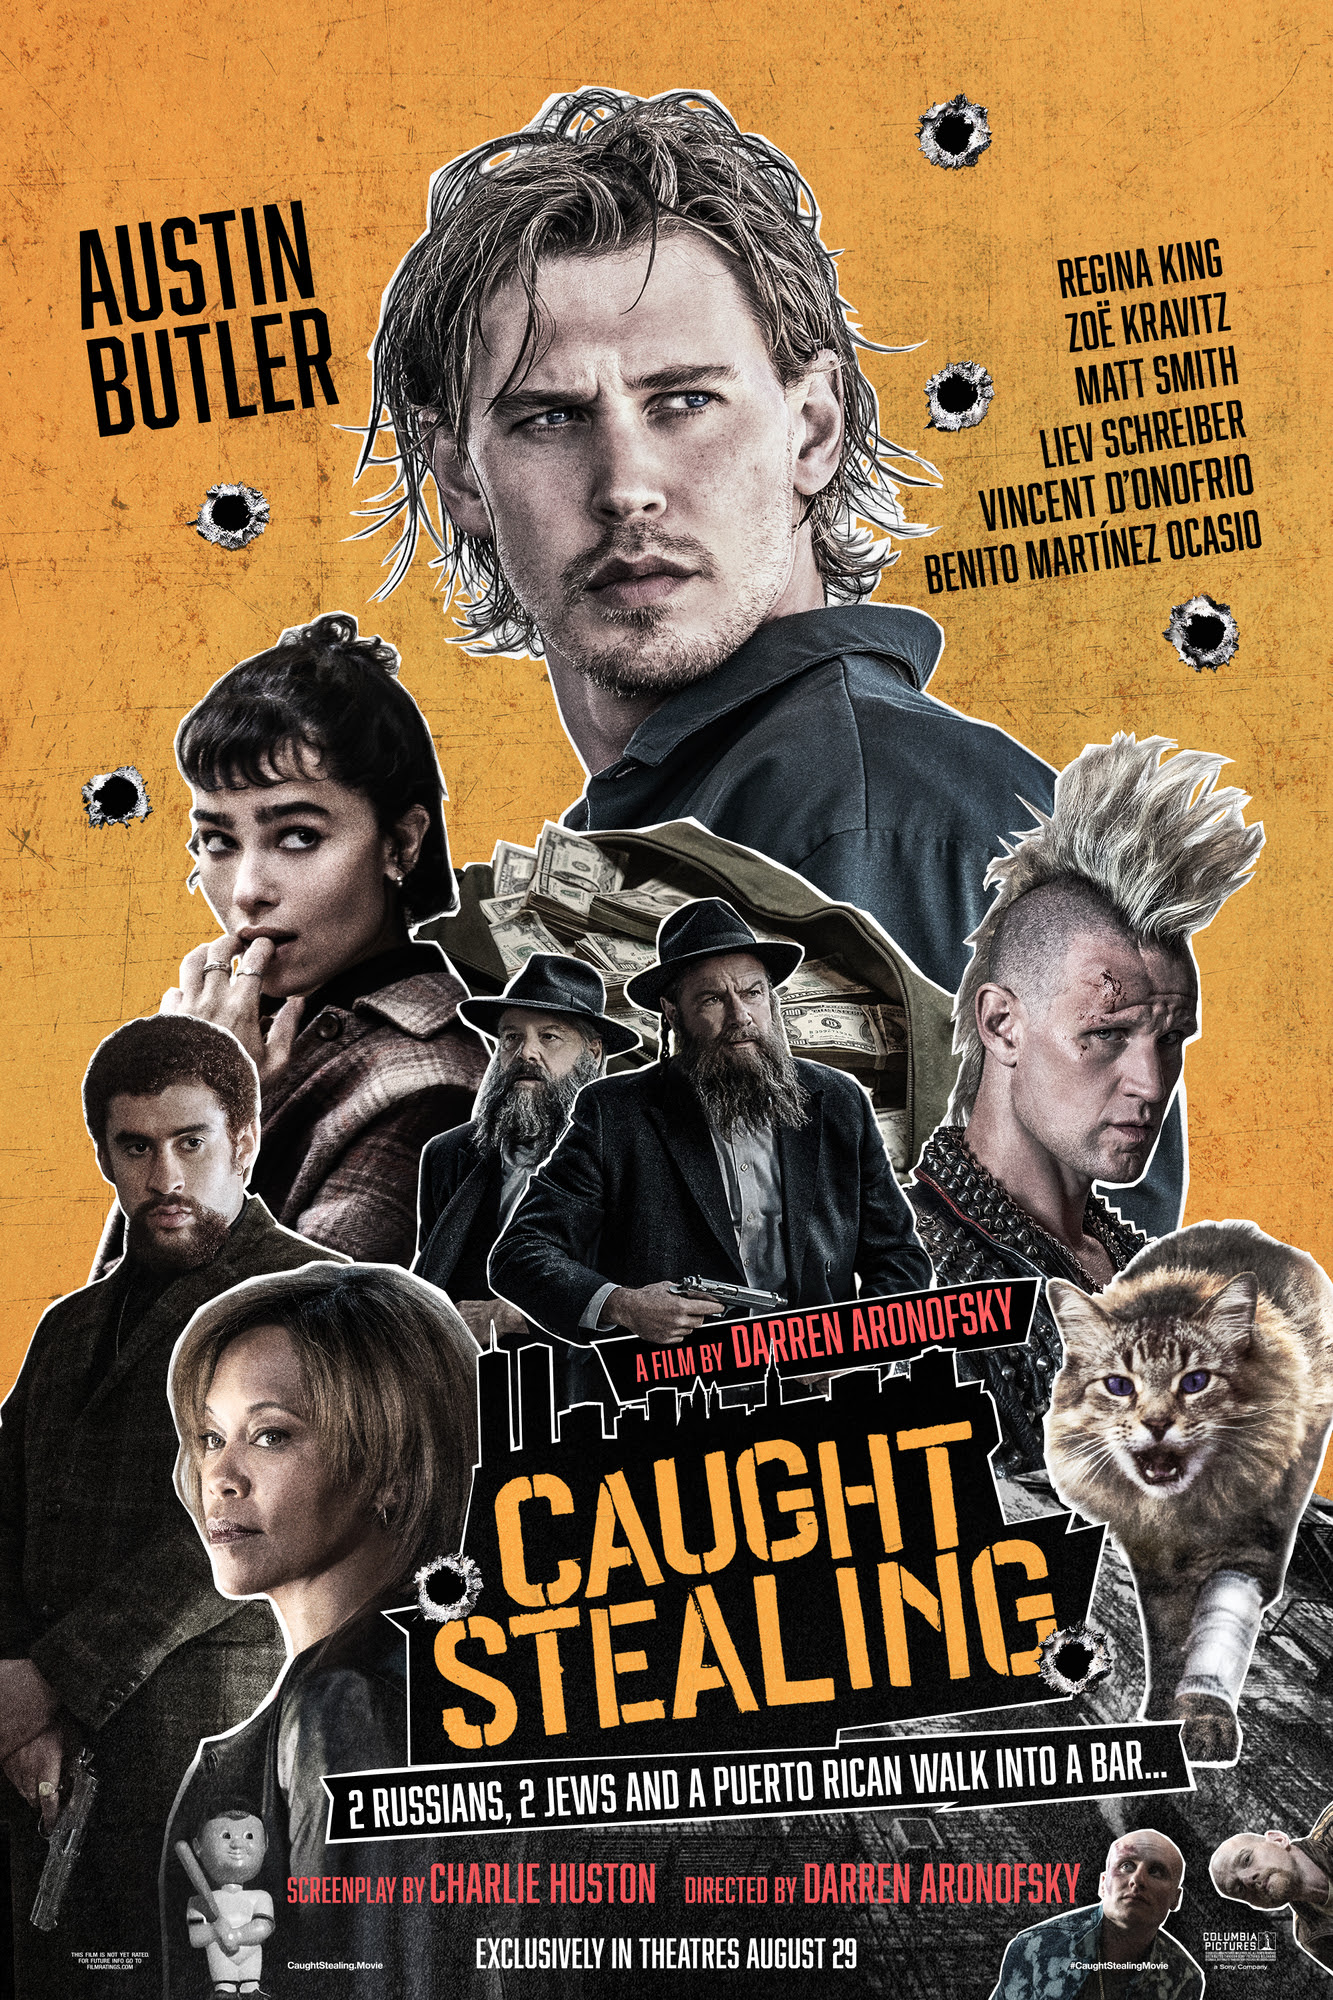 AUSTIN
BUTLER
REGINA KING
ZOË KRAVITZ
MATT SMITH
LIEV SCHREIBER
VINCENT D'ONOFRIO
BENITO MARTÍNEZ OCASIO
A FILM BY DARREN ARONOFSKY
CAUGHT
STEALING
2 RUSSIANS, 2 JEWS AND A PUERTO RICAN WALK INTO A BAR...
SCREENPLAY BY CHARLIE HUSTON DIRECTED BY DARREN ARONOFSKY
EXCLUSIVELY IN THEATRES AUGUST 29
THIS FILM IS NOT YET RATED.
FOR FUTURE INFO GO TO
FILMRATINGS.COM
CaughtStealing.Movie
#CaughtStealingMovie
COLUMBIA
PICTURES
a Sony Company